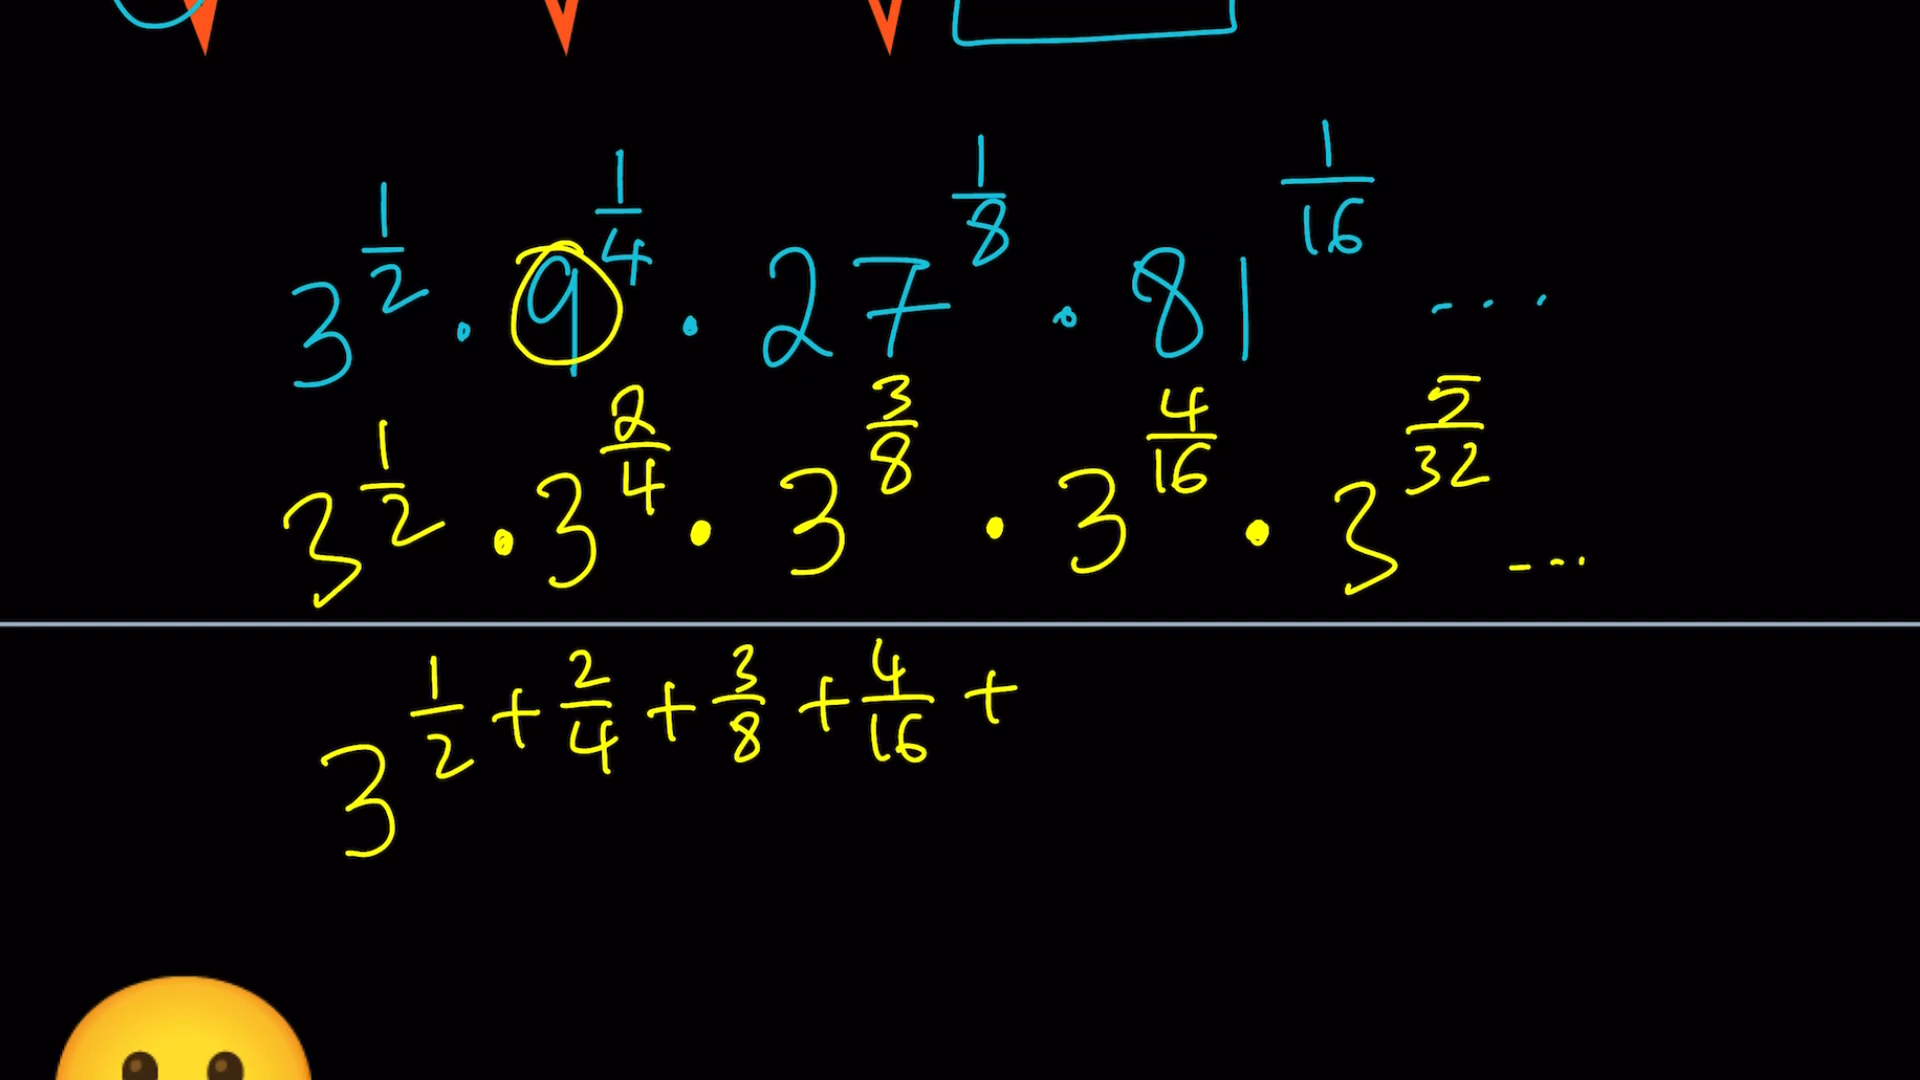 3^{1/2} · 9^{1/4} · 27^{1/8} · 81^{1/16} ...
3^{1/2} · 3^{2/4} · 3^{3/8} · 3^{4/16} · 3^{5/32} ...
3^{1/2 + 2/4 + 3/8 + 4/16 +}